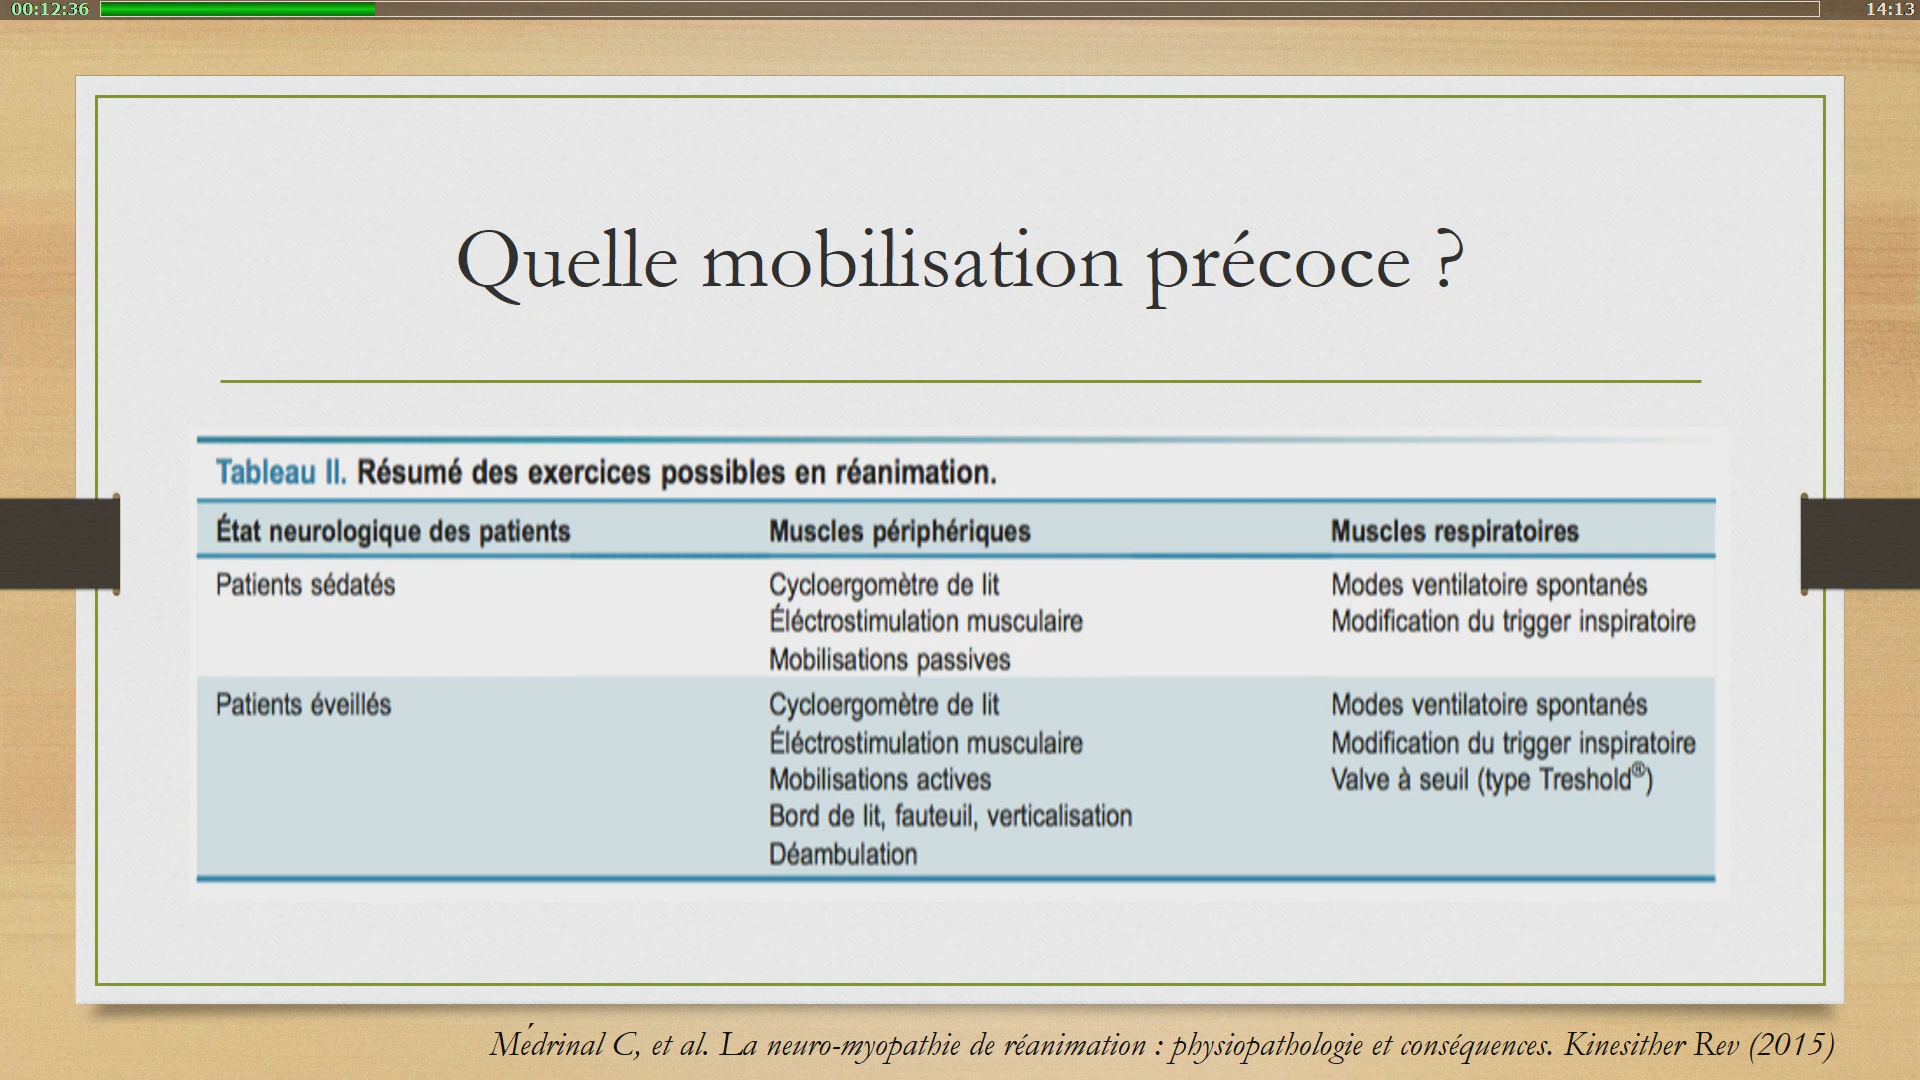 00:12:36 14:13
Quelle mobilisation précoce ?
Tableau II. Résumé des exercices possibles en réanimation.
État neurologique des patients Muscles périphériques Muscles respiratoires
Patients sédatés Cycloergomètre de lit Modes ventilatoire spontanés
Éléctrostimulation musculaire Modification du trigger inspiratoire
Mobilisations passives
Patients éveillés Cycloergomètre de lit Modes ventilatoire spontanés
Éléctrostimulation musculaire Modification du trigger inspiratoire
Mobilisations actives Valve à seuil (type Treshold®)
Bord de lit, fauteuil, verticalisation
Déambulation
Médrinal C, et al. La neuro-myopathie de réanimation : physiopathologie et conséquences. Kinesither Rev (2015)